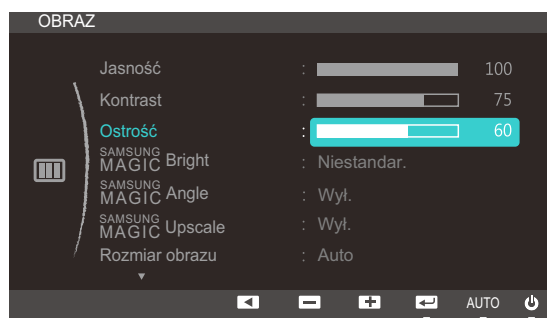 OBRAZ
Jasność : 100
Kontrast : 75
Ostrość : 60
SAMSUNG MAGIC Bright : Niestandar.
SAMSUNG MAGIC Angle : Wył.
SAMSUNG MAGIC Upscale : Wył.
Rozmiar obrazu : Auto
AUTO